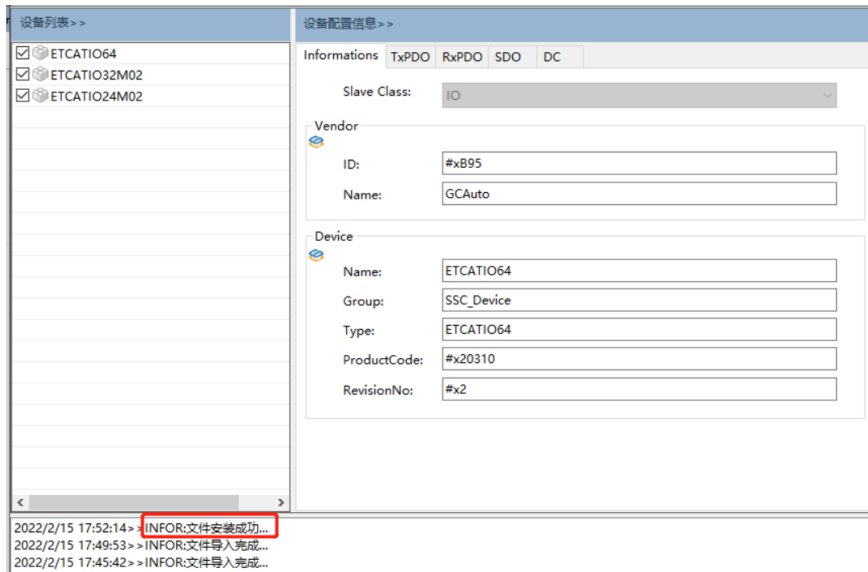 设备列表>>
ETCATIO64
ETCATIO32M02
ETCATIO24M02
设备配置信息>>
Informations TxPDO RxPDO SDO DC
Slave Class: IO
Vendor
ID: #xB95
Name: GCAuto
Device
Name: ETCATIO64
Group: SSC_Device
Type: ETCATIO64
ProductCode: #x20310
RevisionNo: #x2
2022/2/15 17:52:14>>INFOR:文件安装成功...
2022/2/15 17:49:53>>INFOR:文件导入完成...
2022/2/15 17:45:42>>INFOR:文件导入完成...